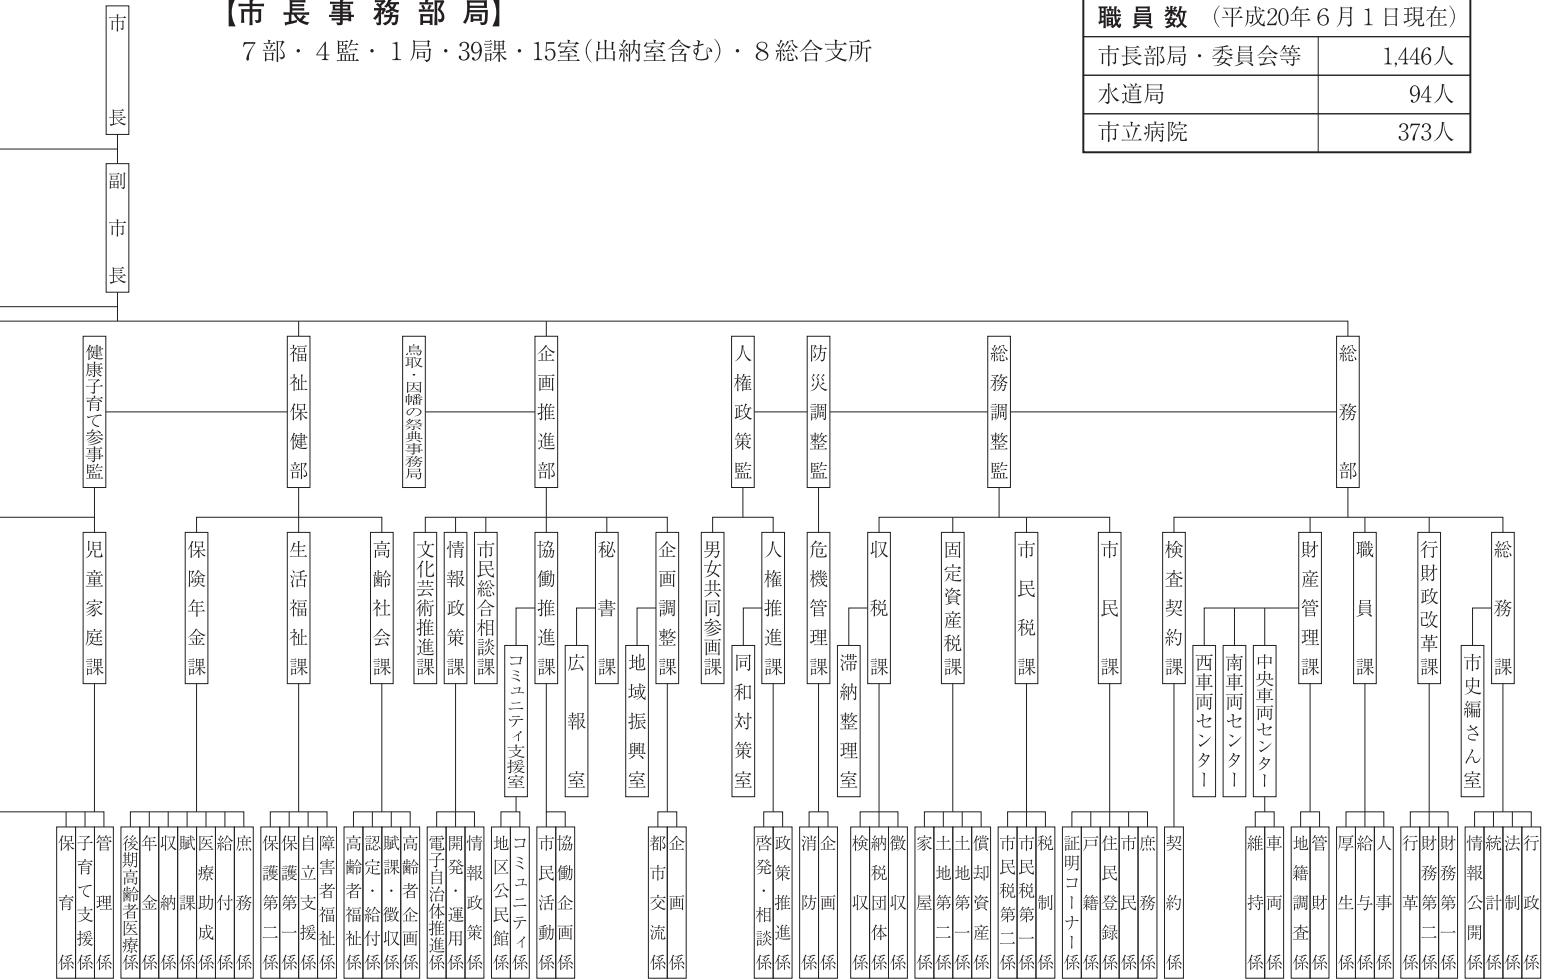 【市長事務部局】
７部・４監・１局・39課・15室（出納室含む）・８総合支所
職員数 （平成20年６月１日現在）
市長部局・委員会等 1,446人
水道局 94人
市立病院 373人
市長
副市長
総務部
総務調整監
防災調整監
人権政策監
企画推進部
鳥取・因幡の祭典事務局
福祉保健部
健康子育て参事監
総務課
行財政改革課
職員課
財産管理課
検査契約課
市民課
市民税課
固定資産税課
収税課
危機管理課
人権推進課
男女共同参画課
企画調整課
秘書課
協働推進課
市民総合相談課
情報政策課
文化芸術推進課
高齢社会課
生活福祉課
保険年金課
児童家庭課
市史編さん室
中央車両センター
南車両センター
西車両センター
滞納整理室
同和対策室
地域振興室
広報室
コミュニティ支援室
行政係
法制係
統計係
情報公開係
財務第一係
財務第二係
行革係
人事係
給与係
厚生係
管財係
地籍調査係
車両係
維持係
契約係
庶務係
市民係
住民登録係
戸籍係
証明コーナー係
税制係
市民税第一係
市民税第二係
償却資産係
土地第一係
土地第二係
家屋係
徴収係
納税団体係
検収係
企画係
消防係
政策推進係
啓発・相談係
企画係
都市交流係
協働企画係
市民活動係
コミュニティ係
地区公民館係
情報政策係
開発・運用係
電子自治体推進係
高齢者企画係
賦課・徴収係
認定・給付係
高齢者福祉係
障害者福祉係
自立支援係
保護第一係
保護第二係
庶務係
給付係
医療助成係
賦課係
収納係
年金係
後期高齢者医療係
管理係
子育て支援係
保育係